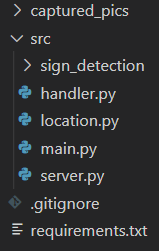 captured_pics
src
sign_detection
handler.py
location.py
main.py
server.py
.gitignore
requirements.txt